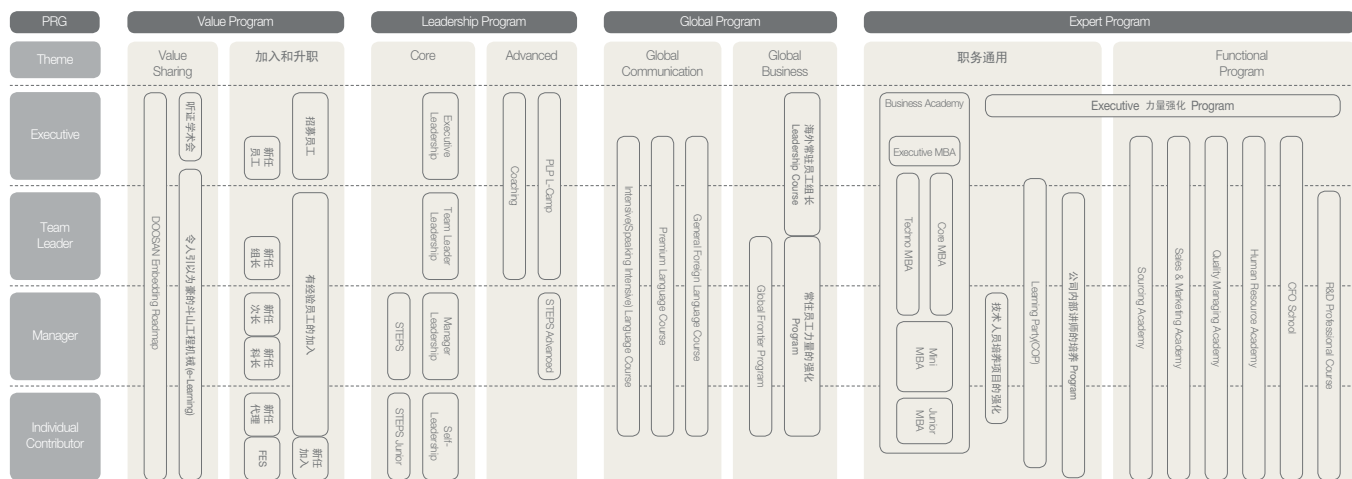 PRG
Value Program
Leadership Program
Global Program
Expert Program
Theme
Value
Sharing
加入和升职
Core
Advanced
Global
Communication
Global
Business
职务通用
Functional
Program
Executive
Team
Leader
Manager
Individual
Contributor
DOOSAN Embedding Roadmap
听证学术会
令人引以为豪的斗山工程机械(e-Learning)
新任
员工
新任
组长
新任
次长
新任
科长
新任
代理
FES
招募员工
有经验员工的加入
新任
加入
STEPS
STEPS Junior
Executive
Leadership
Team Leader
Leadership
Manager
Leadership
Self-
Leadership
Coaching
PLP L-Camp
STEPS Advanced
Intensive(Speaking Intensive) Language Course
Premium Language Course
General Foreign Language Course
Global Frontier Program
海外常驻员工组长
Leadership Course
常住员工力量的强化
Program
Business Academy
Executive MBA
Techno MBA
Core MBA
Mini
MBA
Junior
MBA
Executive 力量强化 Program
技术人员培养项目的强化
Learning Party(COP)
公司内部讲师的培养 Program
Sourcing Academy
Sales & Marketing Academy
Quality Managing Academy
Human Resource Academy
CFO School
R&D Professional Course